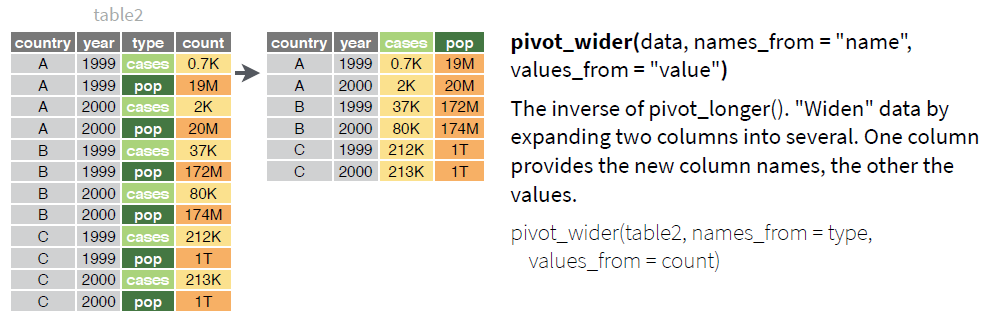 table2
country year type count
A 1999 cases 0.7K
A 1999 pop 19M
A 2000 cases 2K
A 2000 pop 20M
B 1999 cases 37K
B 1999 pop 172M
B 2000 cases 80K
B 2000 pop 174M
C 1999 cases 212K
C 1999 pop 1T
C 2000 cases 213K
C 2000 pop 1T
country year cases pop
A 1999 0.7K 19M
A 2000 2K 20M
B 1999 37K 172M
B 2000 80K 174M
C 1999 212K 1T
C 2000 213K 1T
pivot_wider(data, names_from = "name",
values_from = "value")
The inverse of pivot_longer(). "Widen" data by
expanding two columns into several. One column
provides the new column names, the other the
values.
pivot_wider(table2, names_from = type,
values_from = count)